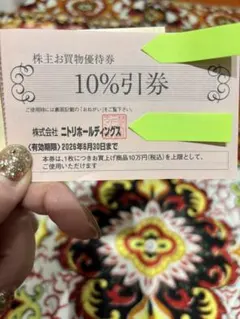 株主お買物優待券
10%引券
ご使用時には裏面記載の「おねがい」をご覧下さい。
株式会社 ニトリホールディングス
〈有効期限〉2026年6月30日まで
本券は、1枚につきお買上げ商品10万円(税込)を上限として、
ご使用いただけます